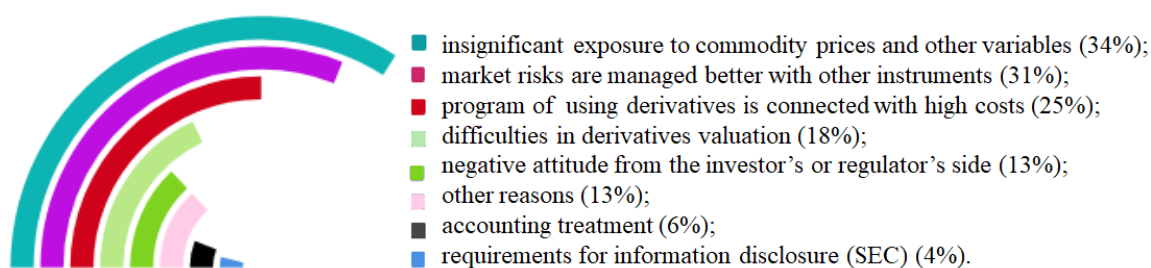 insignificant exposure to commodity prices and other variables (34%);
market risks are managed better with other instruments (31%);
program of using derivatives is connected with high costs (25%);
difficulties in derivatives valuation (18%);
negative attitude from the investor’s or regulator’s side (13%);
other reasons (13%);
accounting treatment (6%);
requirements for information disclosure (SEC) (4%).